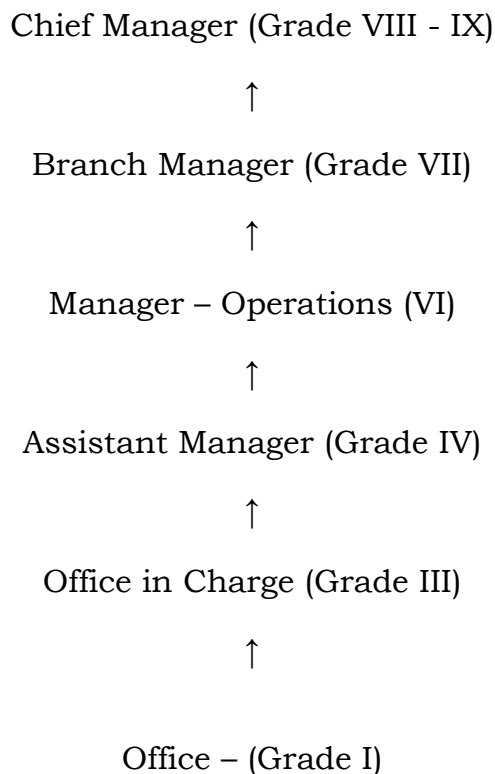 Chief Manager (Grade VIII - IX)
↑
Branch Manager (Grade VII)
↑
Manager – Operations (VI)
↑
Assistant Manager (Grade IV)
↑
Office in Charge (Grade III)
↑
Office – (Grade I)